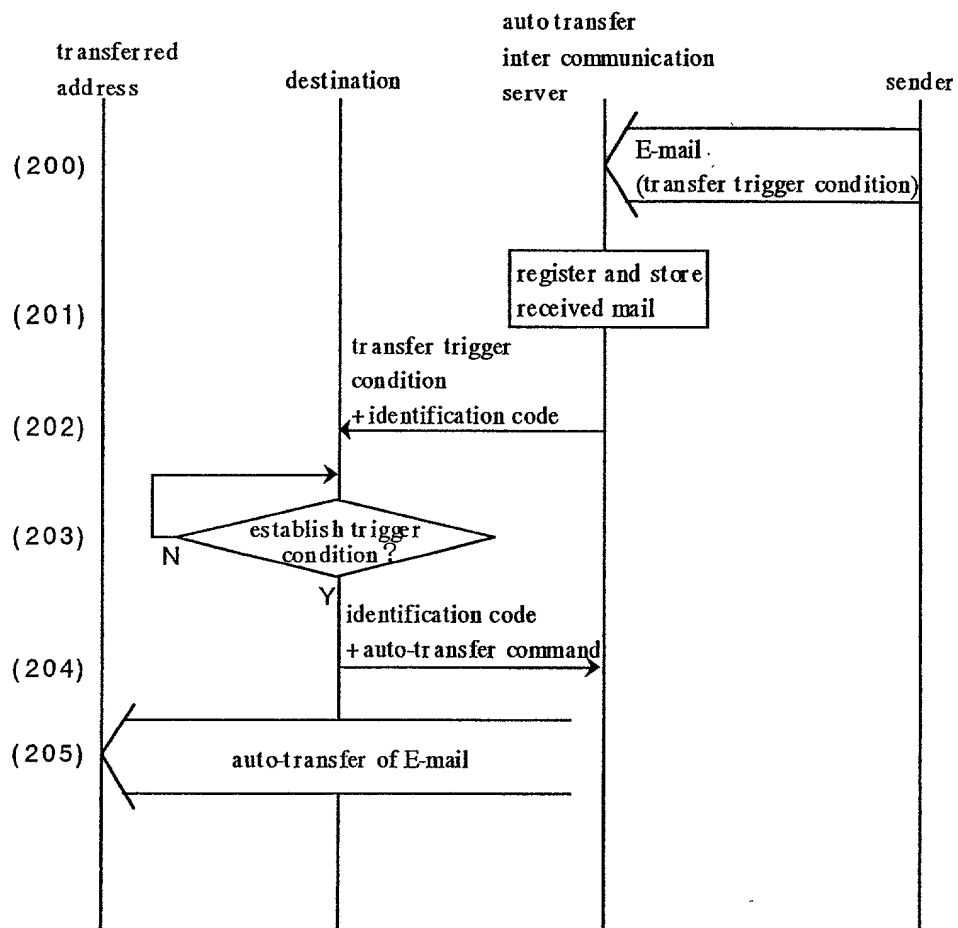 transferred
address
destination
auto transfer
inter communication
server
sender
(200)
E-mail
(transfer trigger condition)
(201)
register and store
received mail
(202)
transfer trigger
condition
+identification code
(203)
establish trigger
condition?
N
Y
(204)
identification code
+auto-transfer command
(205)
auto-transfer of E-mail